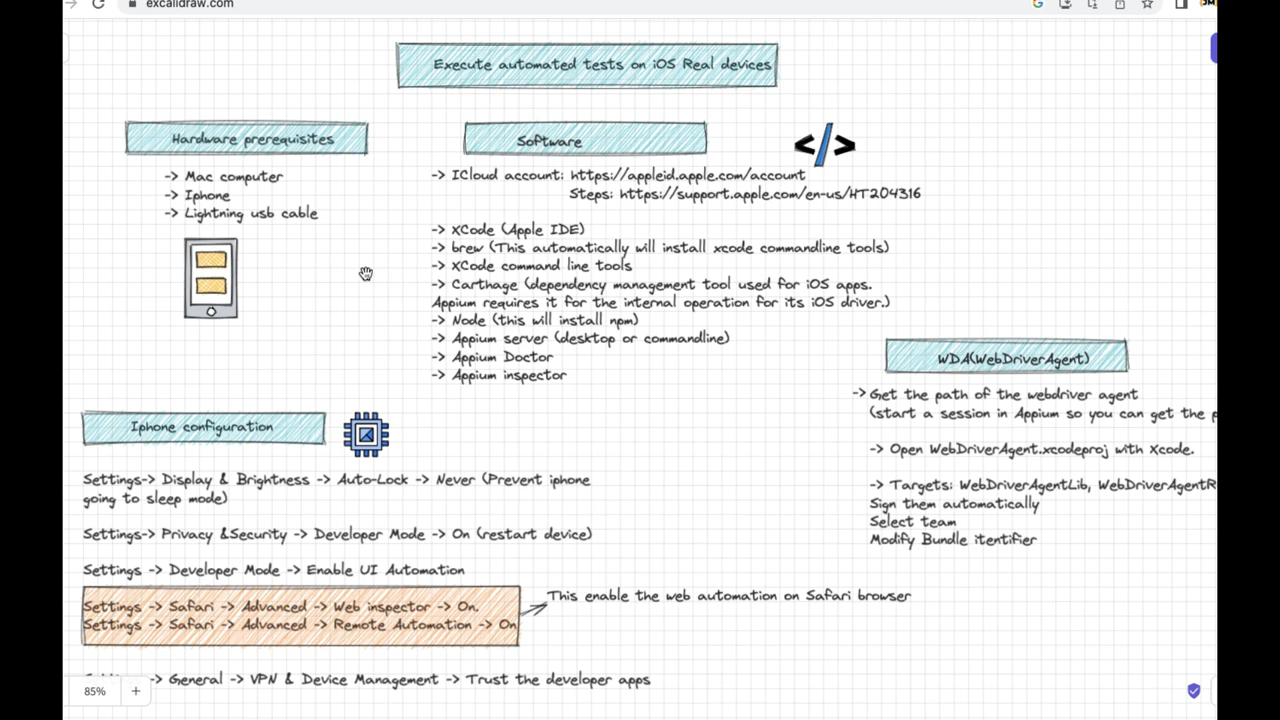 excalidraw.com
Execute automated tests on iOS Real devices
Hardware prerequisites
-> Mac computer
-> Iphone
-> Lightning usb cable
Software
</>
-> ICloud account: https://appleid.apple.com/account
Steps: https://support.apple.com/en-us/HT204316
-> XCode (Apple IDE)
-> brew (This automatically will install xcode commandline tools)
-> XCode command line tools
-> Carthage (dependency management tool used for iOS apps.
Appium requires it for the internal operation for its iOS driver.)
-> Node (this will install npm)
-> Appium server (desktop or commandline)
-> Appium Doctor
-> Appium inspector
WDA(WebDriverAgent)
-> Get the path of the webdriver agent
(start a session in Appium so you can get the
-> Open WebDriverAgent.xcodeproj with Xcode.
-> Targets: WebDriverAgentLib, WebDriverAgentR
Sign them automatically
Select team
Modify Bundle itentifier
Iphone configuration
Settings-> Display & Brightness -> Auto-Lock -> Never (Prevent iphone
going to sleep mode)
Settings-> Privacy &Security -> Developer Mode -> On (restart device)
Settings -> Developer Mode -> Enable UI Automation
Settings -> Safari -> Advanced -> Web inspector -> On.
Settings -> Safari -> Advanced -> Remote Automation -> On
This enable the web automation on Safari browser
-> General -> VPN & Device Management -> Trust the developer apps
85% +